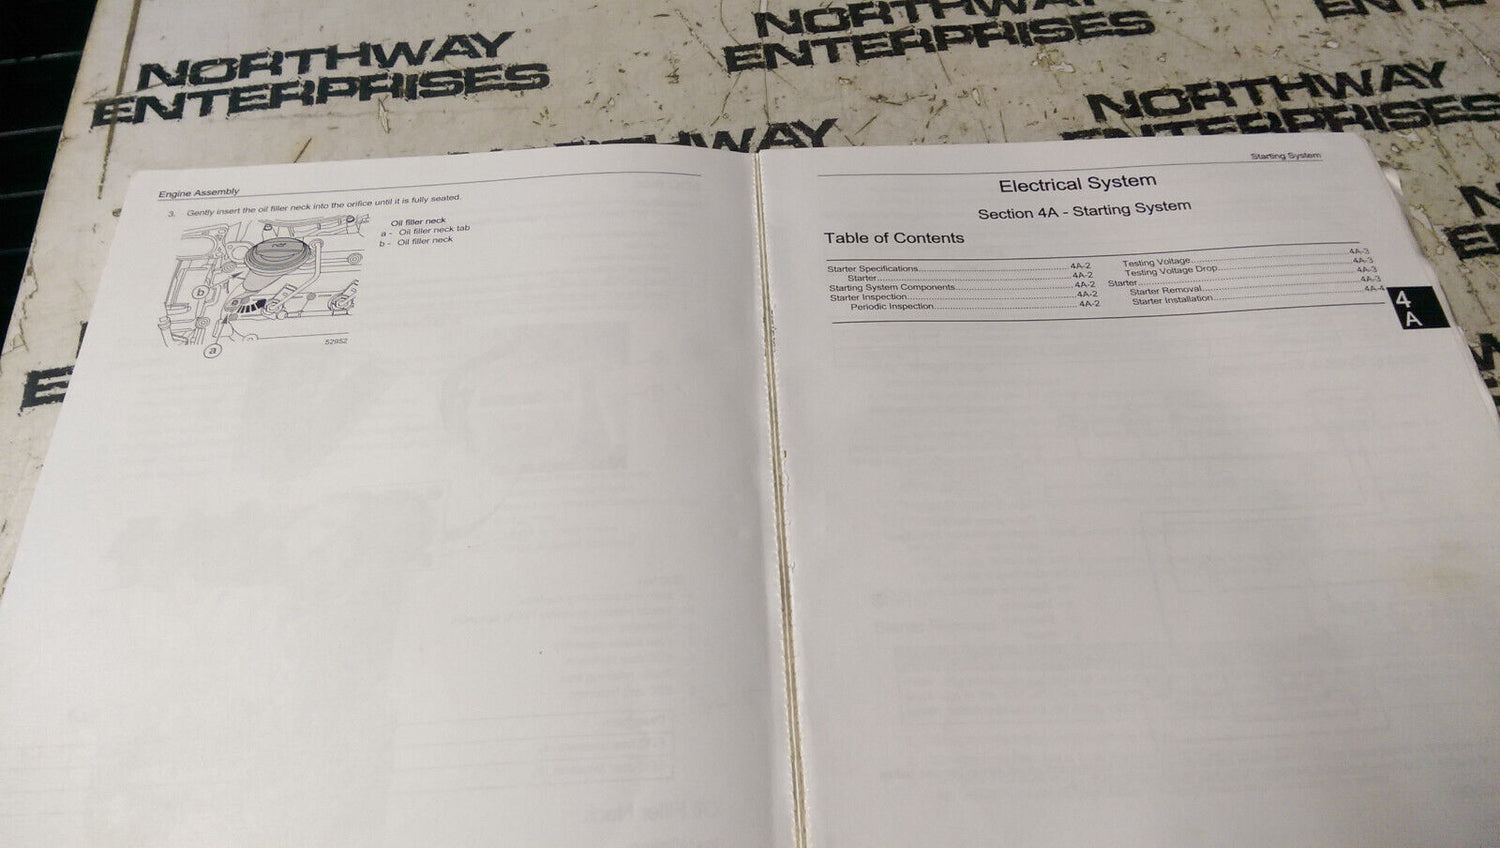 NORTHWAY
ENTERPRISES
NORTHWAY
ENTERPRISES
NORTHWAY
ENTERPRISES
NORTHWAY
Engine Assembly
3. Gently insert the oil filler neck into the orifice until it is fully seated.
Oil filler neck
a - Oil filler neck tab
b - Oil filler neck
b
a
52952
Starting System
Electrical System
Section 4A - Starting System
Table of Contents
Starter Specifications 4A-2
Starter 4A-2
Starting System Components 4A-2
Starter Inspection 4A-2
Periodic Inspection 4A-2
Testing Voltage 4A-3
Testing Voltage Drop 4A-3
Starter 4A-3
Starter Removal 4A-3
Starter Installation 4A-4
4
A